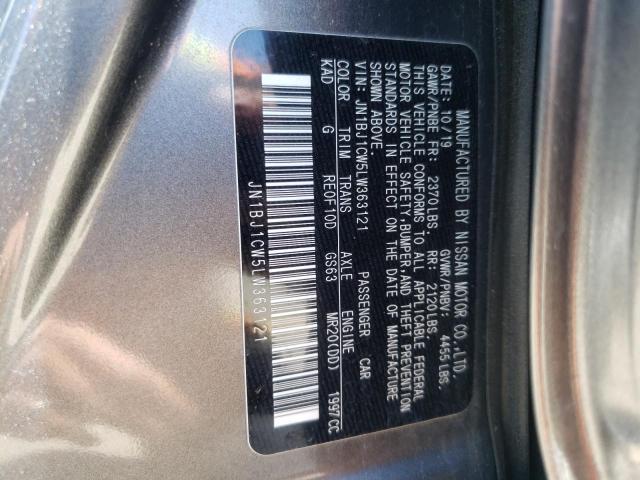 MANUFACTURED BY NISSAN MOTOR CO.,LTD.
DATE: 10/19 GVWR/PNBV: 4455 LBS.
GAWR/PNBE FR: 2370LBS. RR: 2120LBS.
THIS VEHICLE CONFORMS TO ALL APPLICABLE FEDERAL
MOTOR VEHICLE SAFETY,BUMPER,AND THEFT PREVENTION
STANDARDS IN EFFECT ON THE DATE OF MANUFACTURE
SHOWN ABOVE.
VIN: JN1BJ1CW5LW363121 PASSENGER CAR
COLOR TRIM TRANS AXLE ENGINE
KAD G RE0F10D GS63 MR20(DD) 1997CC
JN1BJ1CW5LW363121